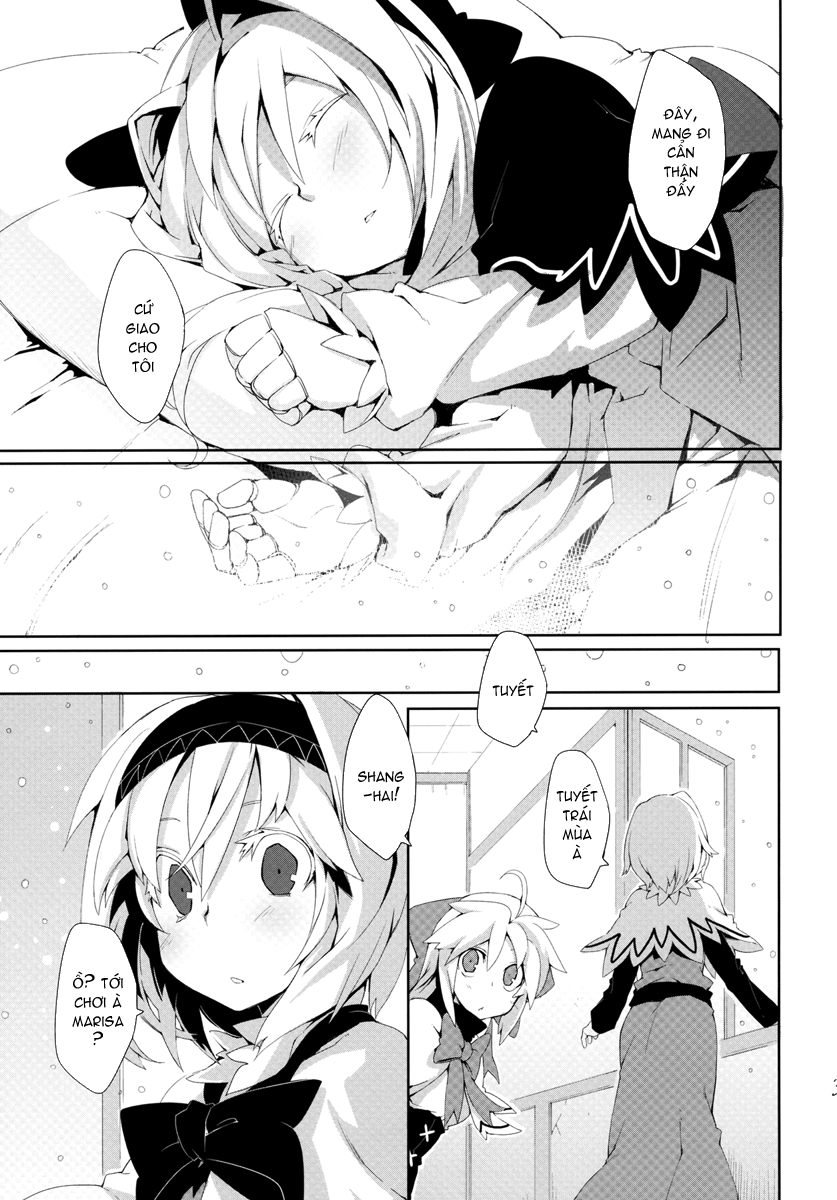 ĐÂY,
MANG ĐI
CẨN
THẬN
ĐẤY
CỨ
GIAO
CHO
TÔI
TUYẾT
TUYẾT
TRÁI
MÙA
À
SHANG
-HAI!
Ồ? TỚI
CHƠI À
MARISA
?
3